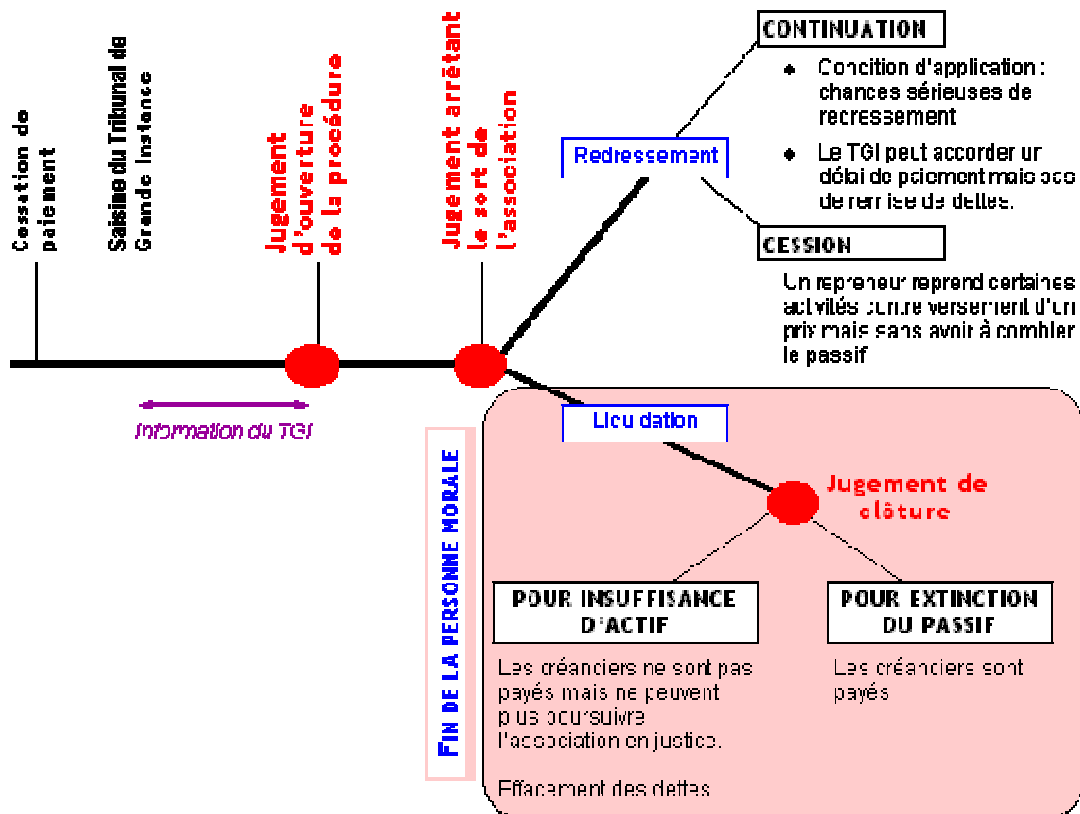 Cessation de
paiement
Saisine du Tribunal de
Grande Instance
Jugement
d'ouverture
de la procédure
Jugement arrêtant
le sort de
l'association
Information du TGI
Redressement
CONTINUATION
♦ Condition d'application :
chances sérieuses de
redressement
♦ Le TGI peut accorder un
délai de paiement mais pas
de remise de dettes.
CESSION
Un repreneur reprend certaines
activités contre versement d'un
prix mais sans avoir à combler
le passif
Liquidation
FIN DE LA PERSONNE MORALE
Jugement de
clôture
POUR INSUFFISANCE
D'ACTIF
Les créanciers ne sont pas
payés mais ne peuvent
plus poursuivre
l'association en justice.
Effacement des dettes
POUR EXTINCTION
DU PASSIF
Les créanciers sont
payés